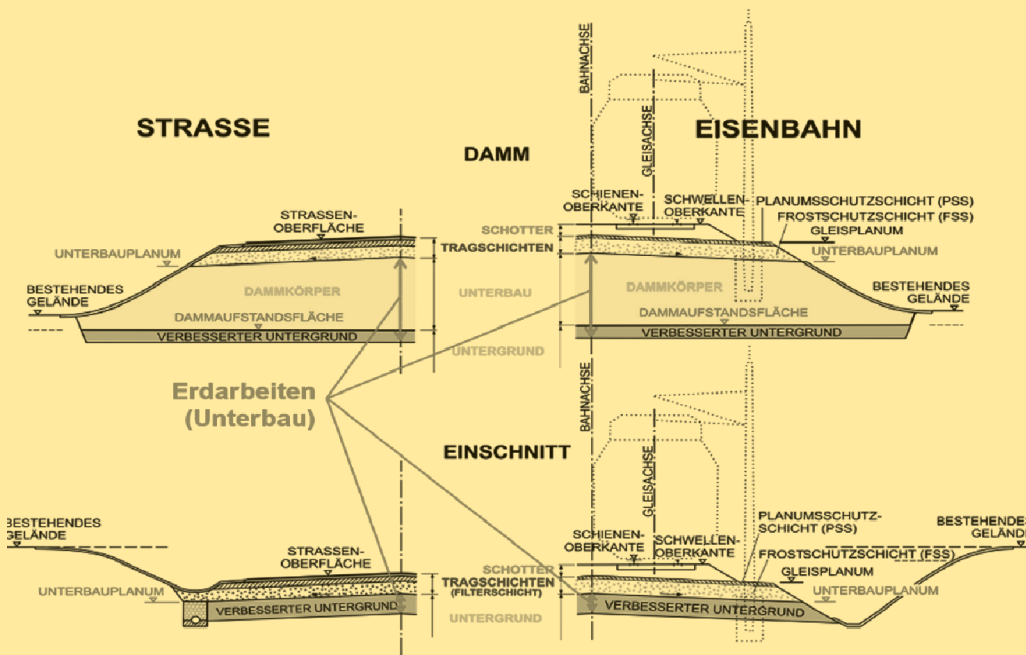 STRASSE
EISENBAHN
DAMM
BAHNACHSE
GLEISACHSE
SCHIENEN-
OBERKANTE
SCHWELLEN-
OBERKANTE
PLANUMSSCHUTZSCHICHT (PSS)
FROSTSCHUTZSCHICHT (FSS)
GLEISPLANUM
UNTERBAUPLANUM
STRASSEN-
OBERFLÄCHE
SCHOTTER
TRAGSCHICHTEN
UNTERBAUPLANUM
BESTEHENDES
GELÄNDE
DAMMKÖRPER
UNTERBAU
DAMMKÖRPER
BESTEHENDES
GELÄNDE
DAMMAUFSTANDSFLÄCHE
DAMMAUFSTANDSFLÄCHE
VERBESSERTER UNTERGRUND
UNTERGRUND
VERBESSERTER UNTERGRUND
Erdarbeiten
(Unterbau)
EINSCHNITT
BAHNACHSE
GLEISACHSE
BESTEHENDES
GELÄNDE
STRASSEN-
OBERFLÄCHE
SCHIENEN-
OBERKANTE
SCHWELLEN-
OBERKANTE
PLANUMSSCHUTZ-
SCHICHT (PSS)
FROSTSCHUTZSCHICHT (FSS)
GLEISPLANUM
UNTERBAUPLANUM
BESTEHENDES
GELÄNDE
SCHOTTER
TRAGSCHICHTEN
(FILTERSCHICHT)
UNTERBAUPLANUM
VERBESSERTER UNTERGRUND
UNTERGRUND
VERBESSERTER UNTERGRUND